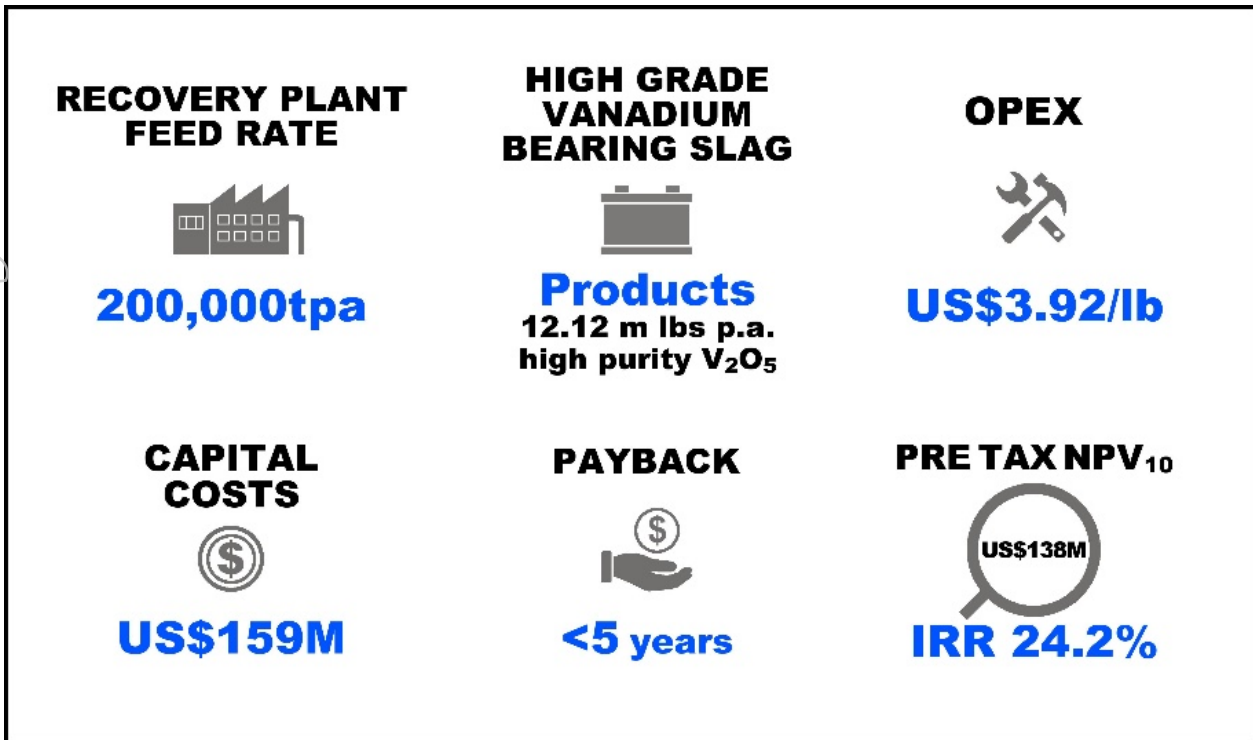 RECOVERY PLANT
FEED RATE
200,000tpa
HIGH GRADE
VANADIUM
BEARING SLAG
Products
12.12 m lbs p.a.
high purity V₂O₅
OPEX
US$3.92/lb
CAPITAL
COSTS
$
US$159M
PAYBACK
$
<5 years
PRE TAX NPV₁₀
US$138M
IRR 24.2%